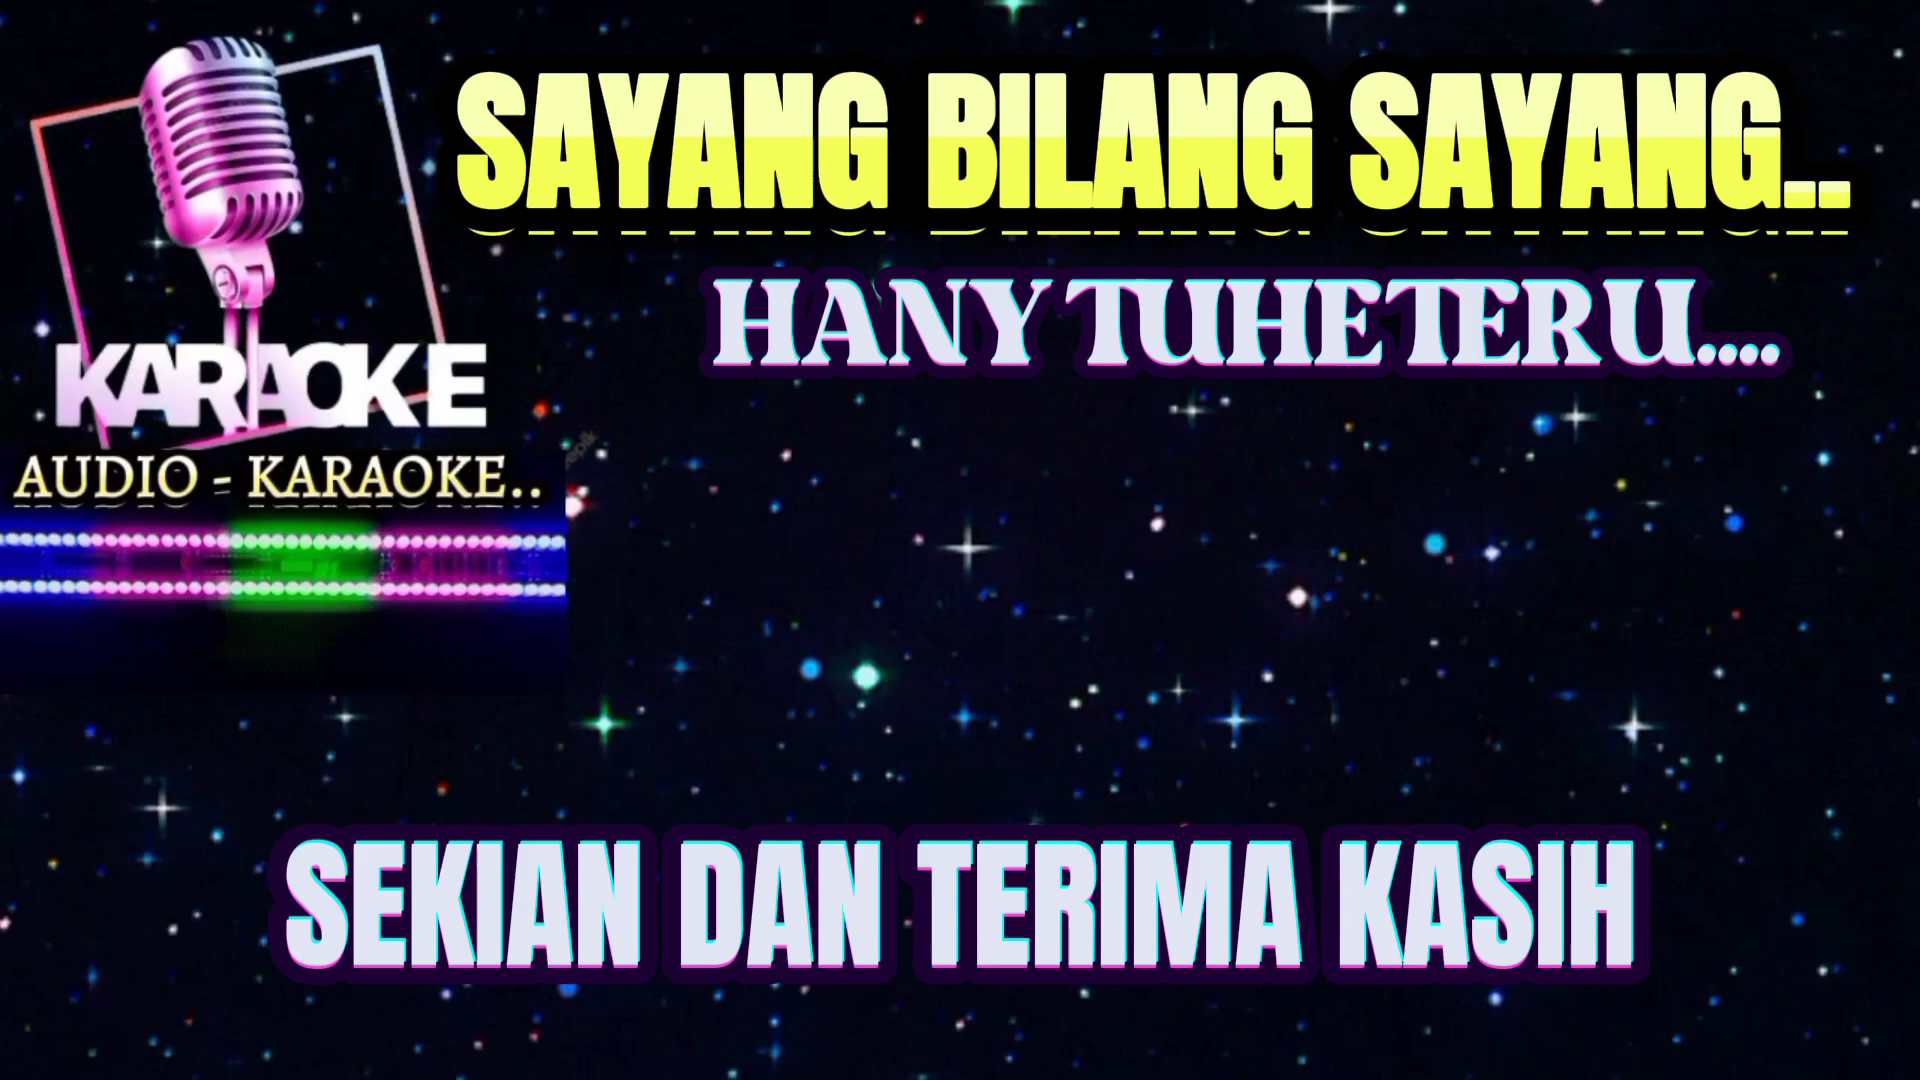 SAYANG BILANG SAYANG..
HANY TUHETERU....
KARAOKE
AUDIO - KARAOKE..
SEKIAN DAN TERIMA KASIH